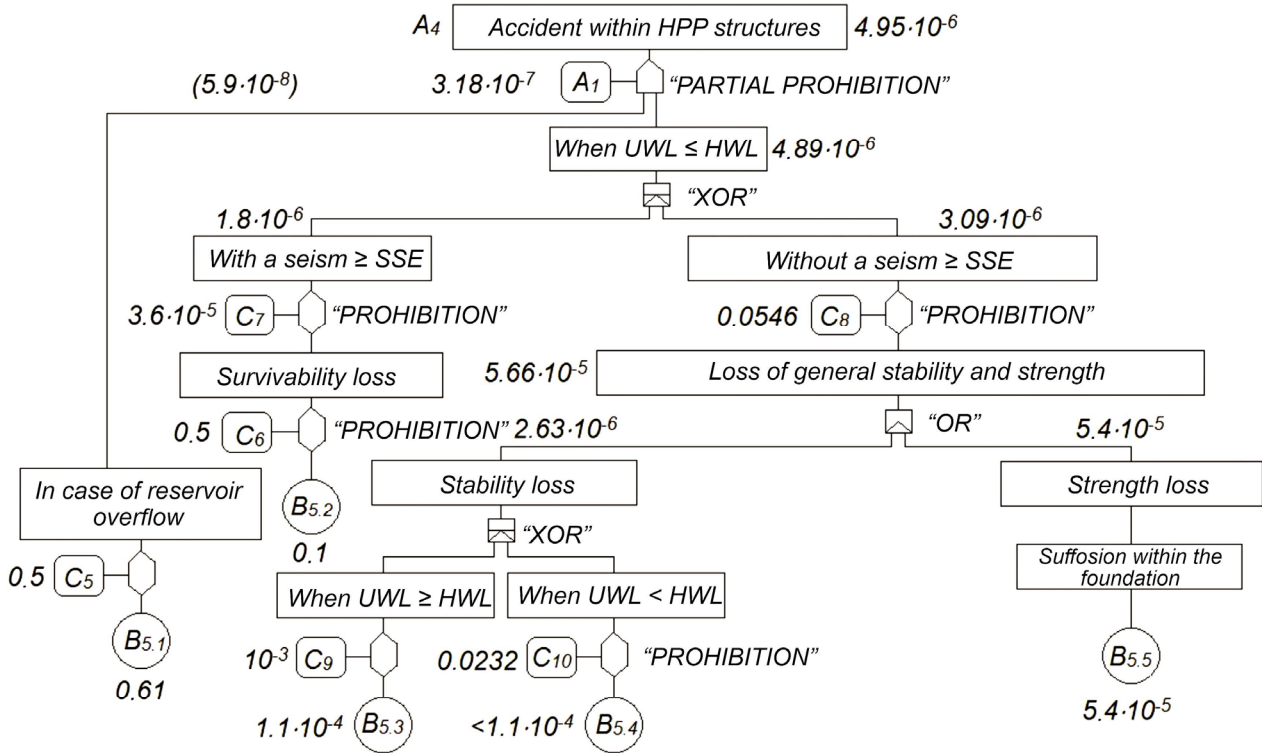 A4 Accident within HPP structures 4.95·10-6
(5.9·10-8) 3.18·10-7 A1 "PARTIAL PROHIBITION"
When UWL ≤ HWL 4.89·10-6
"XOR"
1.8·10-6 3.09·10-6
With a seism ≥ SSE Without a seism ≥ SSE
3.6·10-5 C7 "PROHIBITION" 0.0546 C8 "PROHIBITION"
Survivability loss 5.66·10-5 Loss of general stability and strength
0.5 C6 "PROHIBITION" 2.63·10-6 "OR" 5.4·10-5
In case of reservoir
overflow
B5.2
0.1
Stability loss Strength loss
"XOR"
0.5 C5
B5.1
0.61
When UWL ≥ HWL When UWL < HWL
Suffosion within the
foundation
10-3 C9 0.0232 C10 "PROHIBITION"
1.1·10-4 B5.3 <1.1·10-4 B5.4
B5.5
5.4·10-5